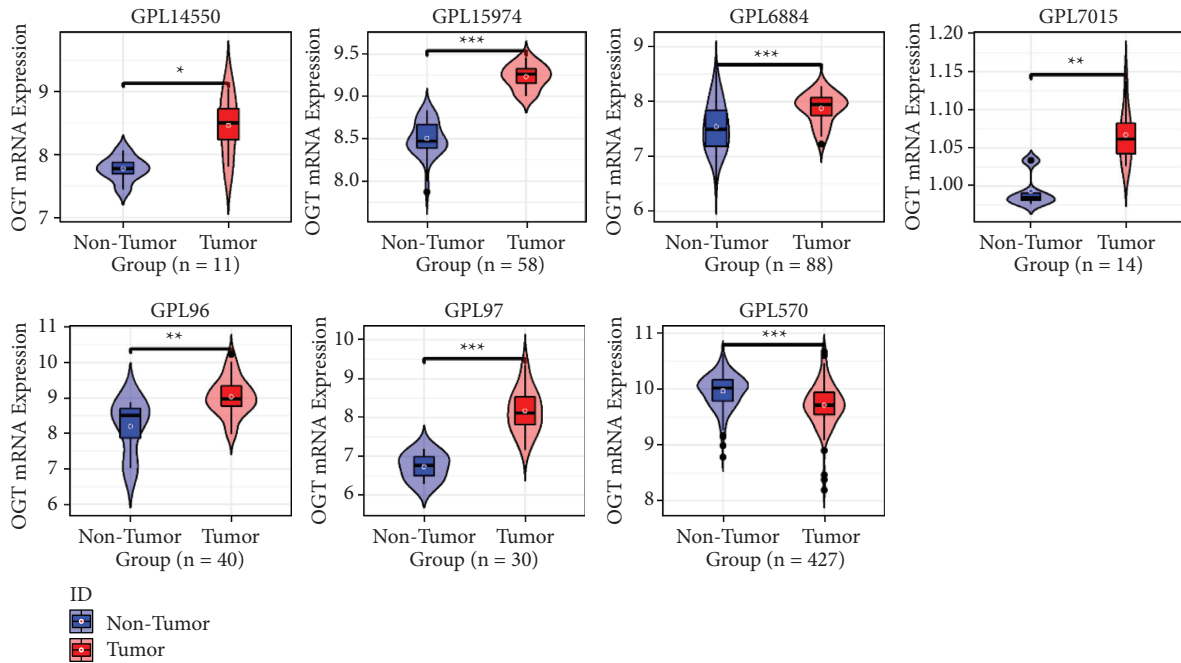 GPL14550
GPL15974
GPL6884
GPL7015
OGT mRNA Expression
9
8
7
*
Non-Tumor Tumor
Group (n = 11)
OGT mRNA Expression
9.5
9.0
8.5
8.0
***
Non-Tumor Tumor
Group (n = 58)
OGT mRNA Expression
9
8
7
6
***
Non-Tumor Tumor
Group (n = 88)
OGT mRNA Expression
1.20
1.15
1.10
1.05
1.00
**
Non-Tumor Tumor
Group (n = 14)
GPL96
GPL97
GPL570
OGT mRNA Expression
11
10
9
8
7
6
**
Non-Tumor Tumor
Group (n = 40)
OGT mRNA Expression
10
9
8
7
6
***
Non-Tumor Tumor
Group (n = 30)
OGT mRNA Expression
11
10
9
8
***
Non-Tumor Tumor
Group (n = 427)
ID
Non-Tumor
Tumor